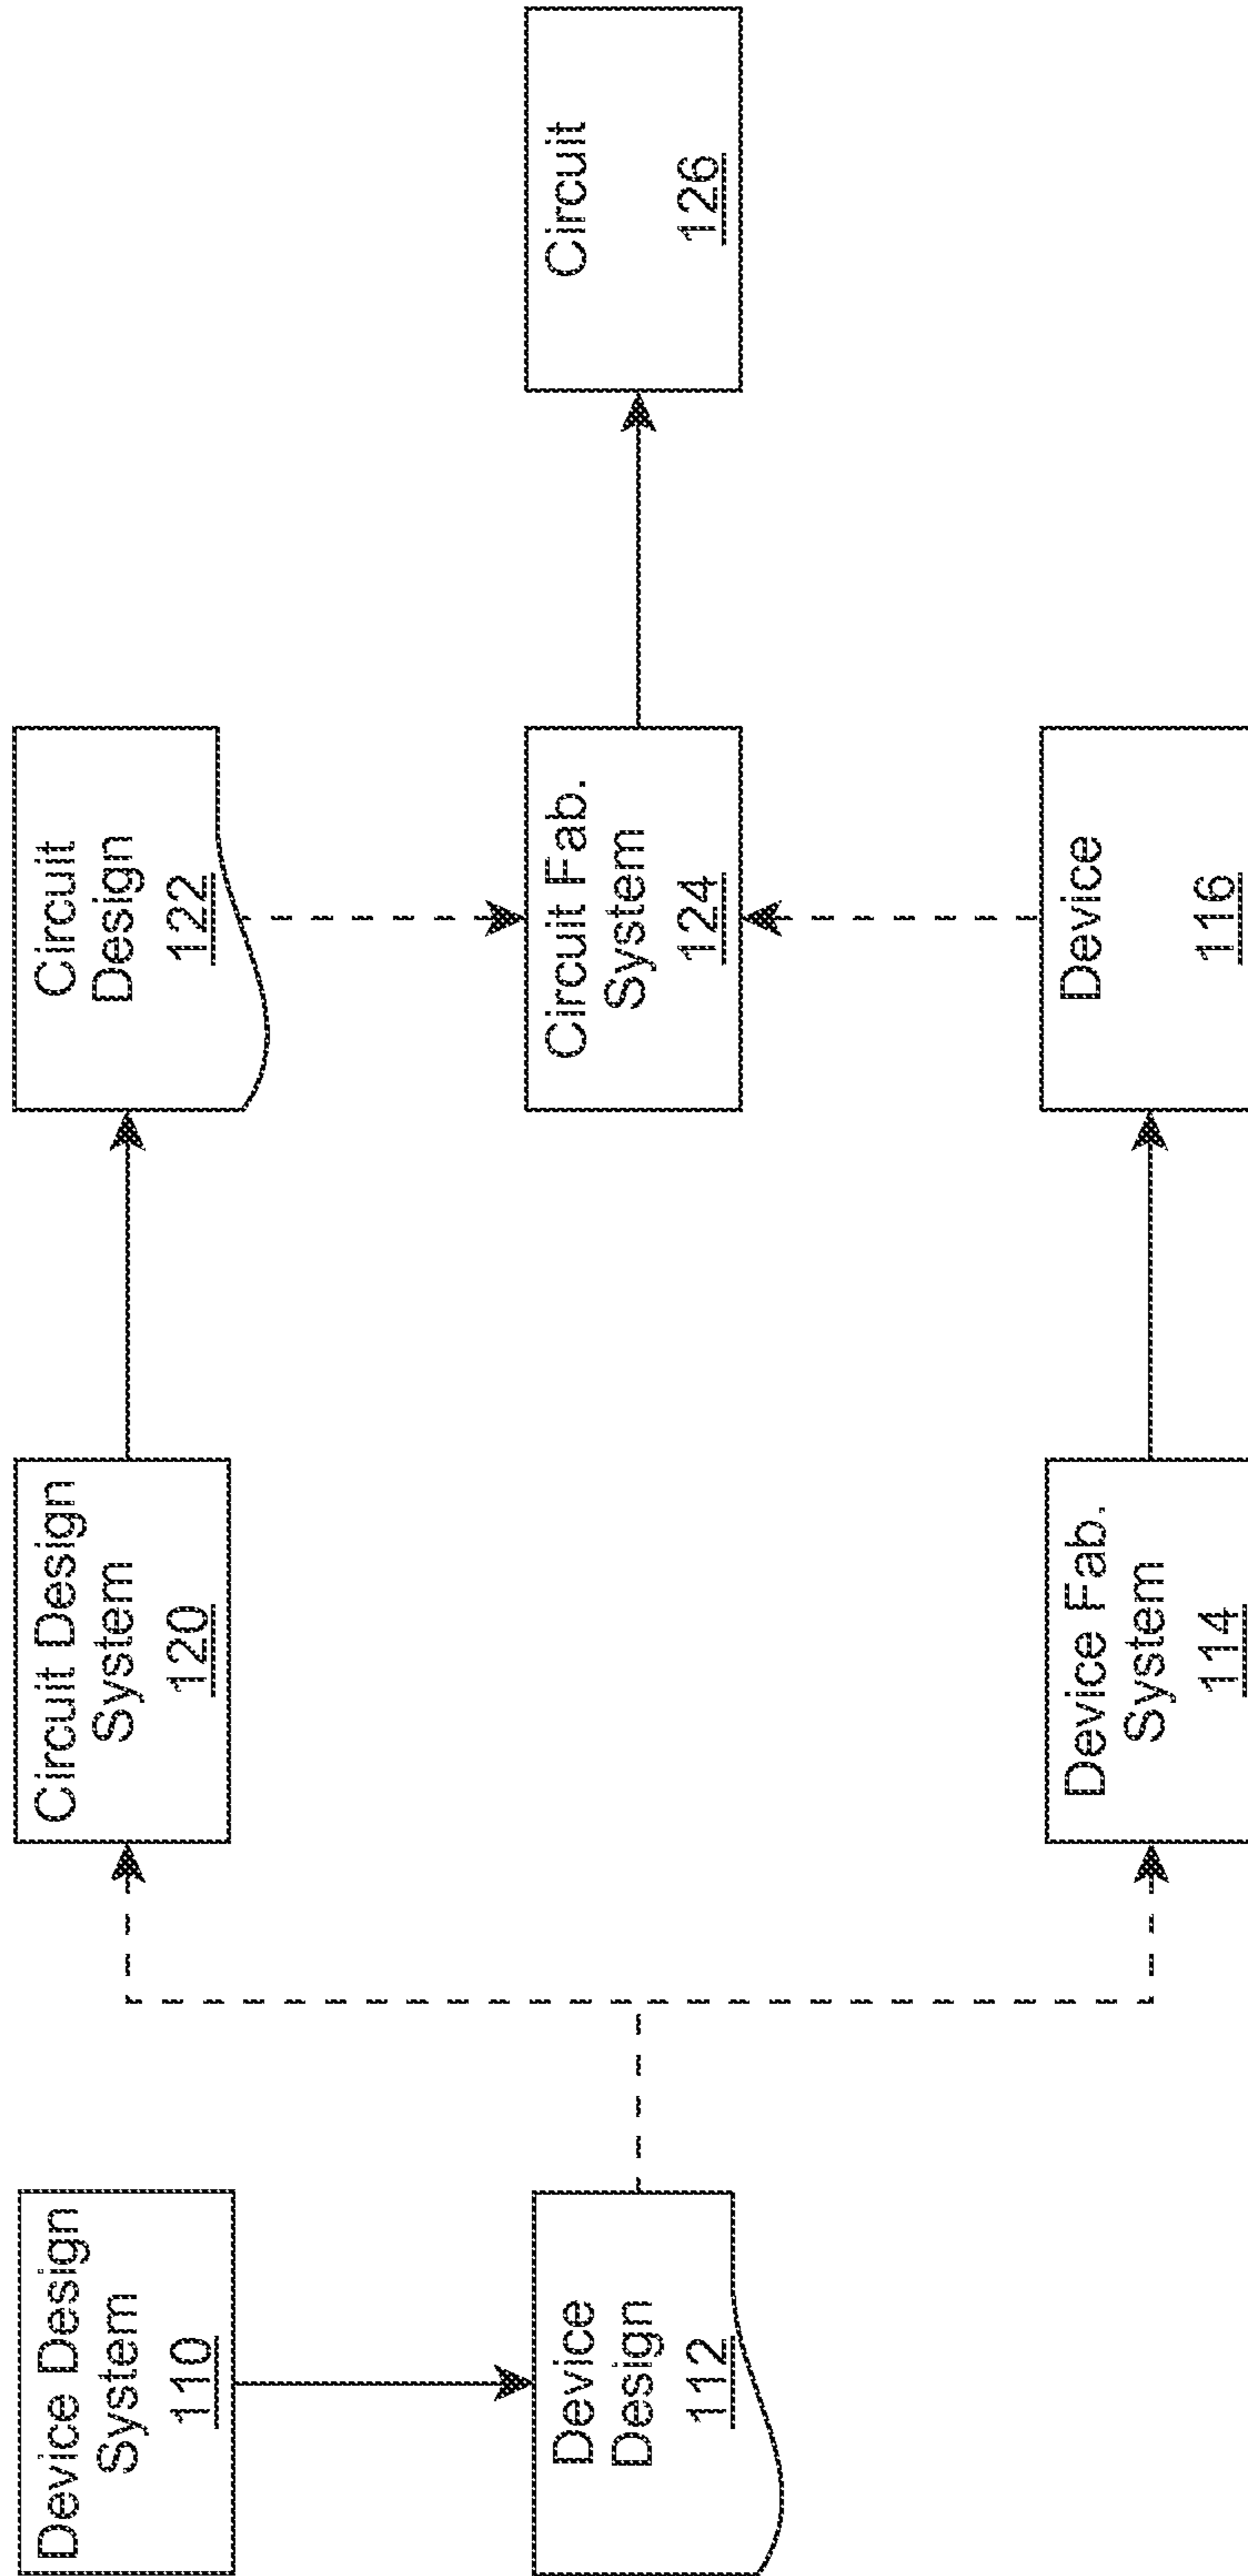 Device Design
System
110
Device
Design
112
Circuit Design
System
120
Device Fab.
System
114
Circuit
Design
122
Circuit Fab.
System
124
Device
116
Circuit
126